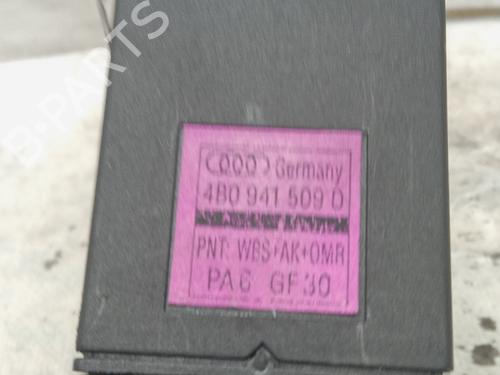 B-PARTS
Germany
4B0 941 509 D
PNT: WBS+AK+OMR
PA6 GF30